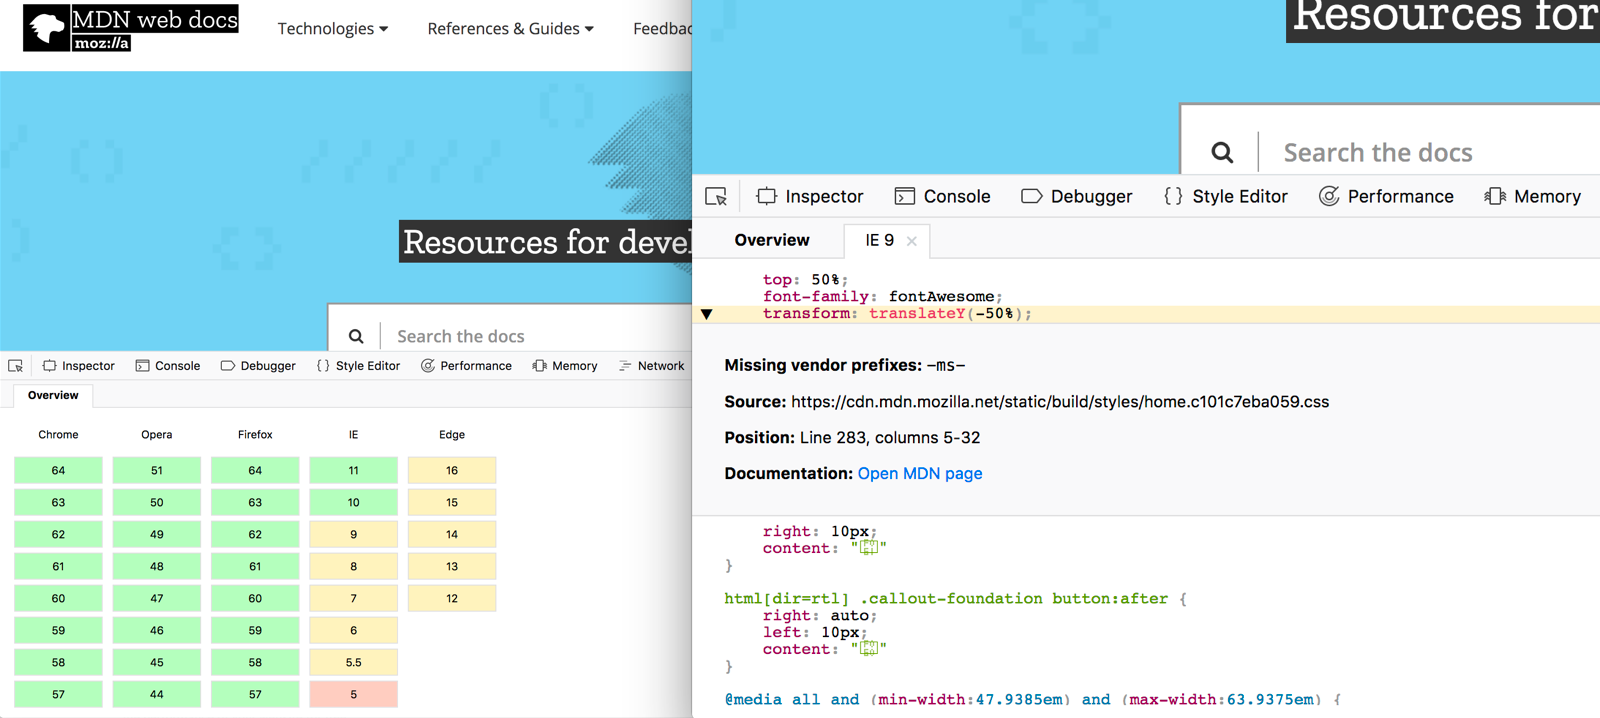 MDN web docs
moz://a
Technologies
References & Guides
Feedbac
Resources for devel
Search the docs
Inspector
Console
Debugger
{ } Style Editor
Performance
Memory
Network
Overview
Chrome Opera Firefox IE Edge
64 51 64 11 16
63 50 63 10 15
62 49 62 9 14
61 48 61 8 13
60 47 60 7 12
59 46 59 6
58 45 58 5.5
57 44 57 5
Resources for
Search the docs
Inspector
Console
Debugger
{ } Style Editor
Performance
Memory
Overview
IE 9 ×
top: 50%;
font-family: fontAwesome;
transform: translateY(-50%);
Missing vendor prefixes: -ms-
Source: https://cdn.mdn.mozilla.net/static/build/styles/home.c101c7eba059.css
Position: Line 283, columns 5-32
Documentation: Open MDN page
right: 10px;
content: ""
}
html[dir=rtl] .callout-foundation button:after {
right: auto;
left: 10px;
content: ""
}
@media all and (min-width:47.9385em) and (max-width:63.9375em) {